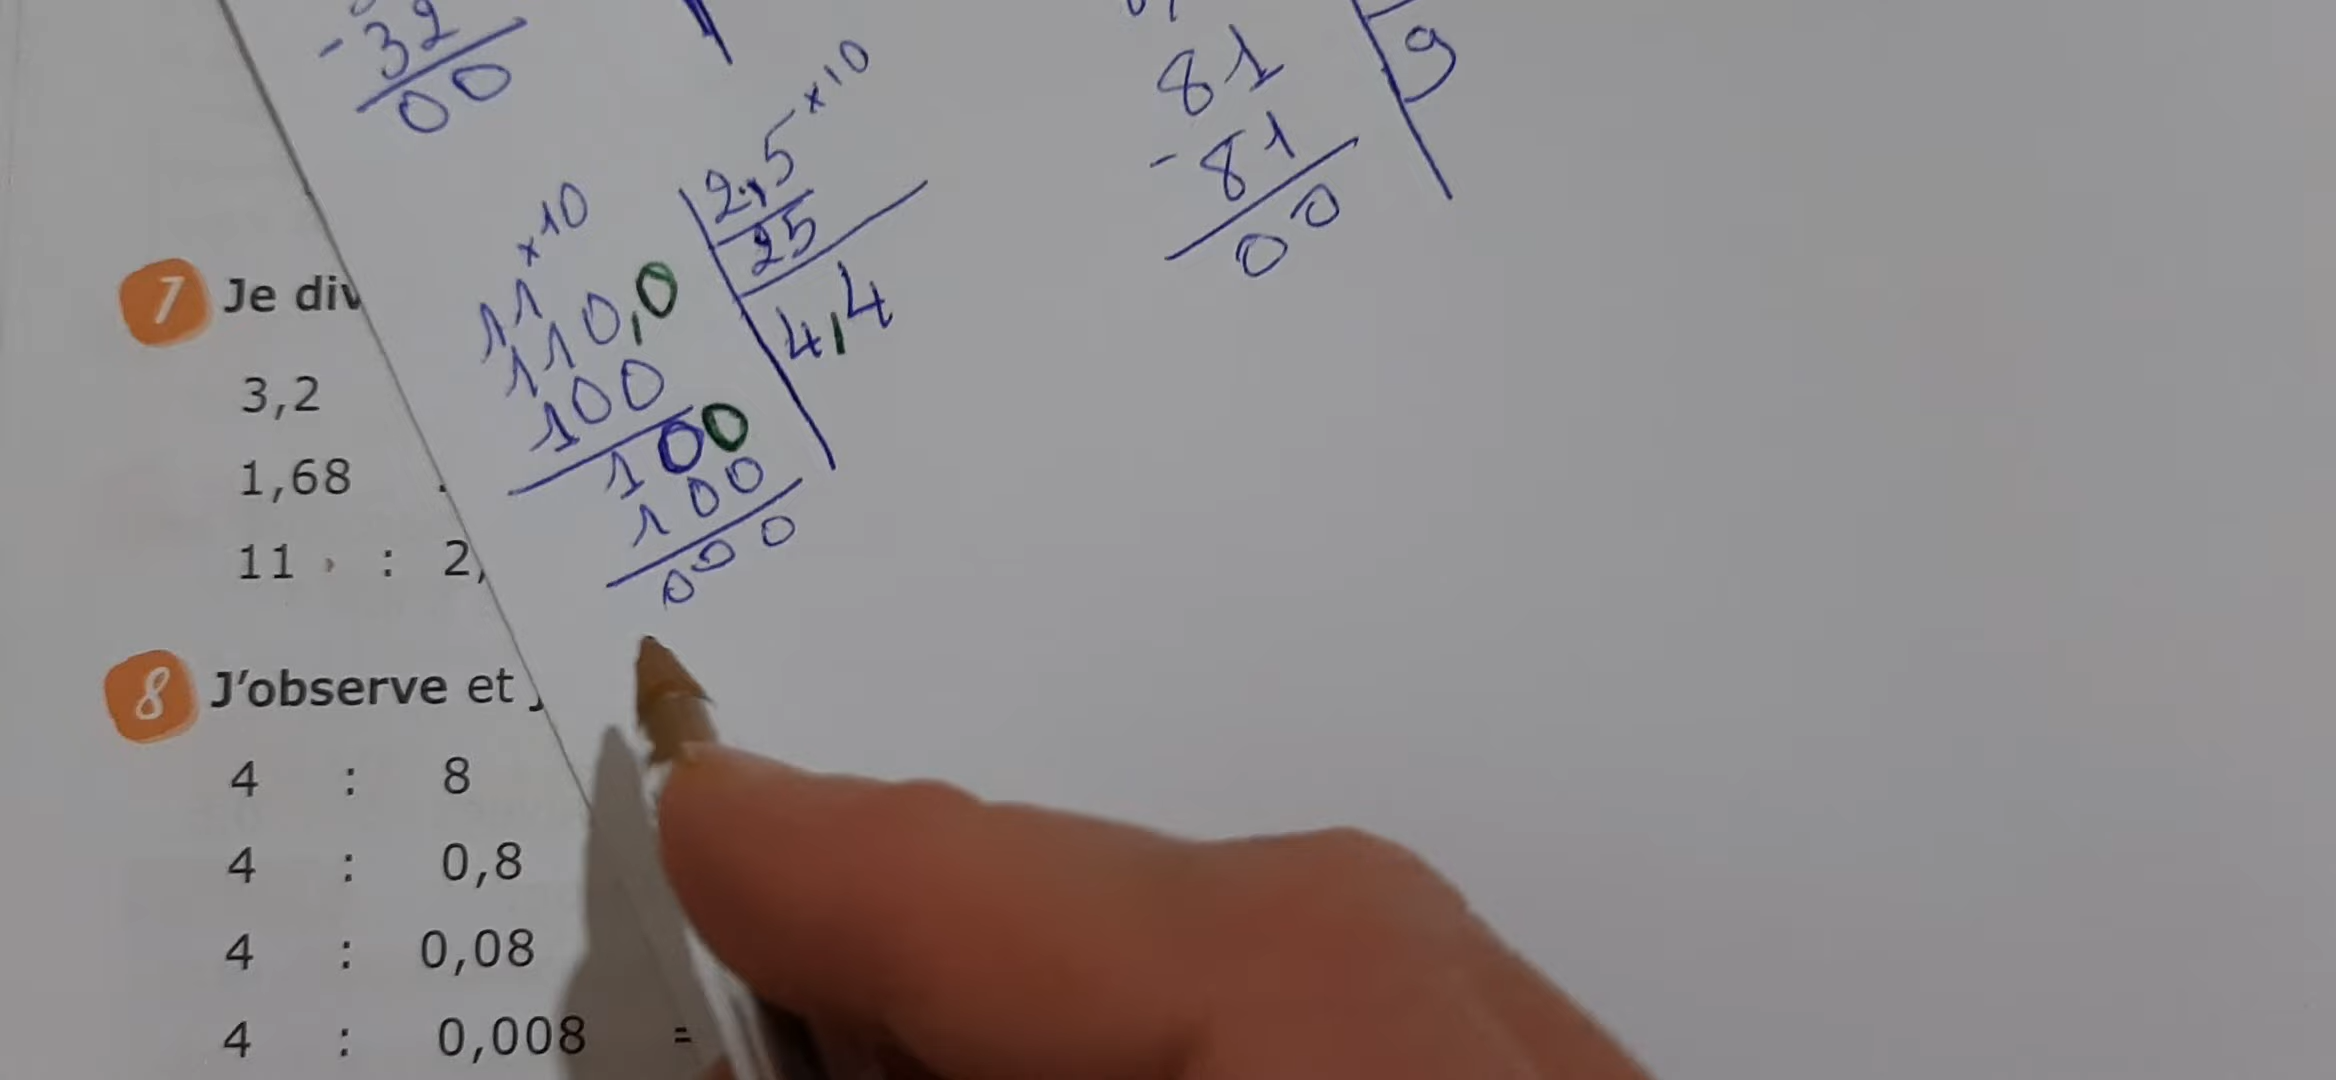 - 32
00
×10
2,5 ×10
25
11
110,0
4,4
100
100
100
000
9
81
- 81
00
7 Je div
3,2
1,68
11 : 2,
8 J’observe et
4 : 8
4 : 0,8
4 : 0,08
4 : 0,008 =